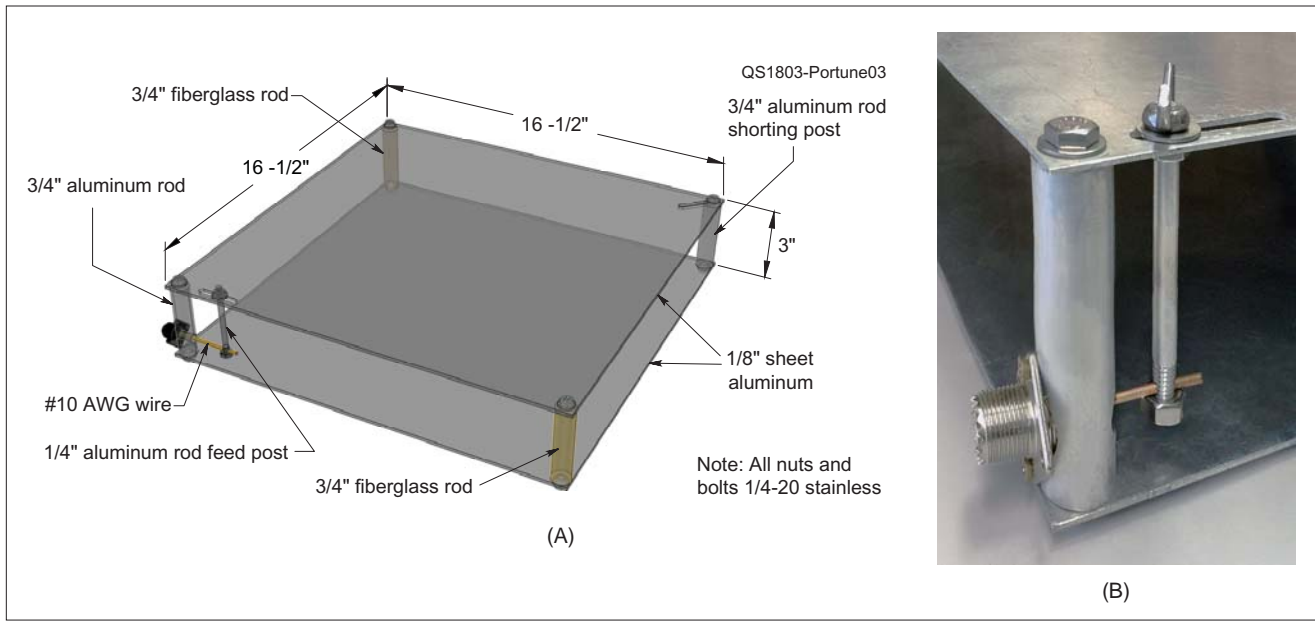 QS1803-Portune03
3/4" fiberglass rod
16 -1/2"
3/4" aluminum rod
shorting post
16 -1/2"
3/4" aluminum rod
3"
1/8" sheet
aluminum
#10 AWG wire
1/4" aluminum rod feed post
3/4" fiberglass rod
Note: All nuts and
bolts 1/4-20 stainless
(A)
(B)